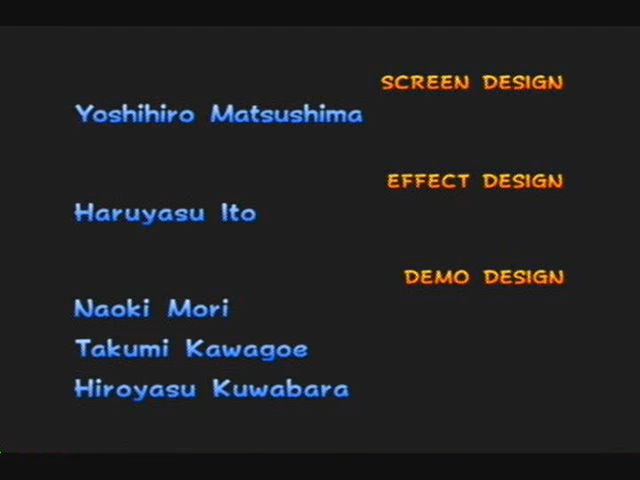 SCREEN DESIGN
Yoshihiro Matsushima
EFFECT DESIGN
Haruyasu Ito
DEMO DESIGN
Naoki Mori
Takumi Kawagoe
Hiroyasu Kuwabara